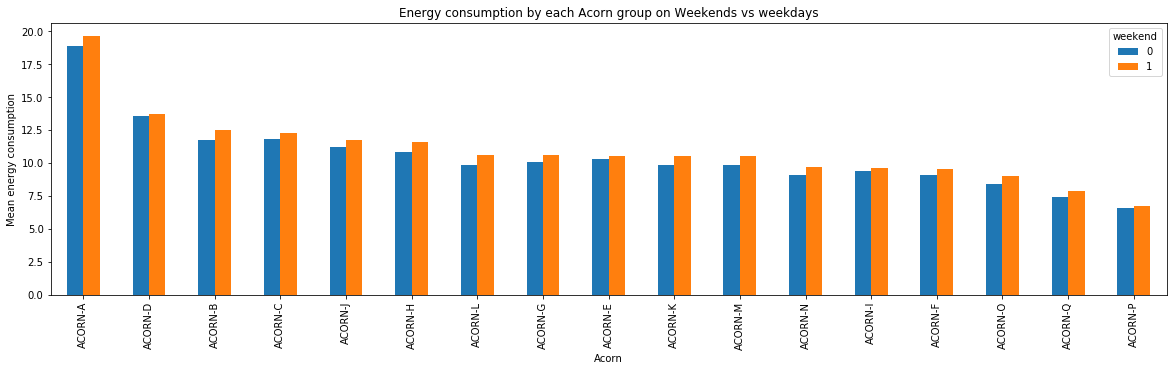 Energy consumption by each Acorn group on Weekends vs weekdays
weekend
0
1
Mean energy consumption
20.0
17.5
15.0
12.5
10.0
7.5
5.0
2.5
0.0
ACORN-A
ACORN-D
ACORN-B
ACORN-C
ACORN-J
ACORN-H
ACORN-L
ACORN-G
ACORN-E
ACORN-K
ACORN-M
ACORN-N
ACORN-I
ACORN-F
ACORN-O
ACORN-Q
ACORN-P
Acorn